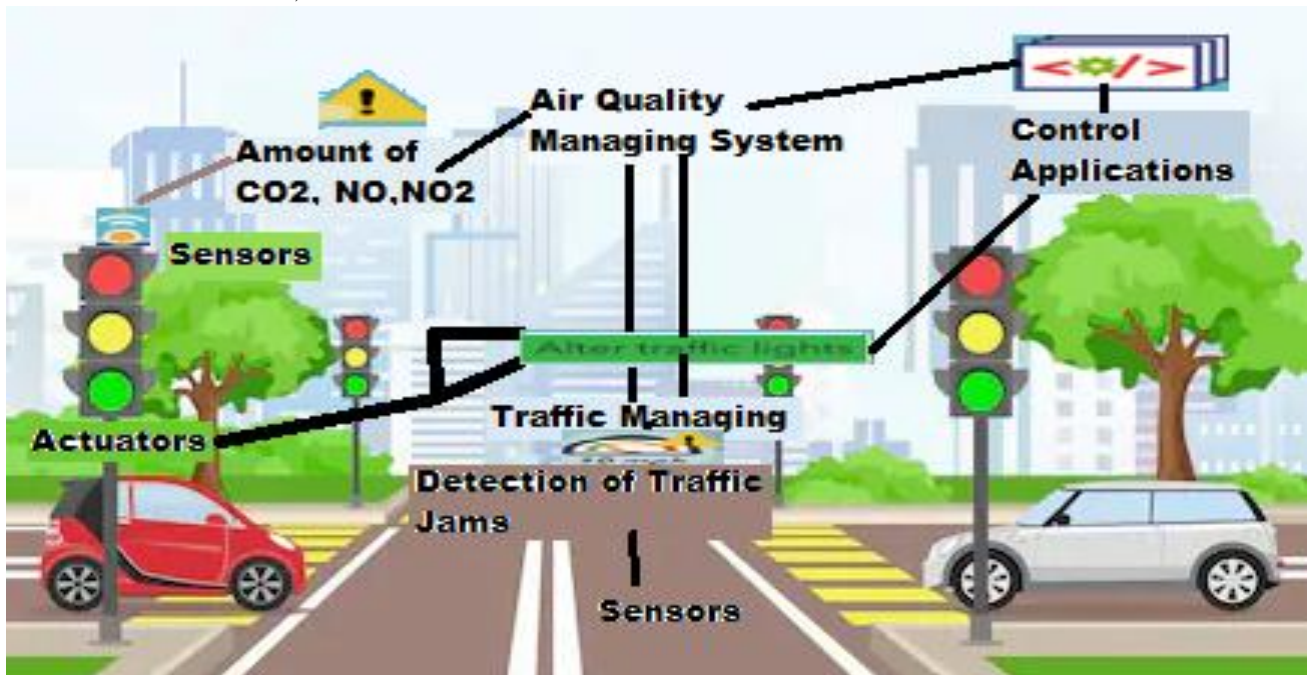 Air Quality
Managing System
Amount of
CO2, NO,NO2
Control
Applications
Sensors
Alter traffic lights
Traffic Managing
Actuators
Detection of Traffic
Jams
Sensors